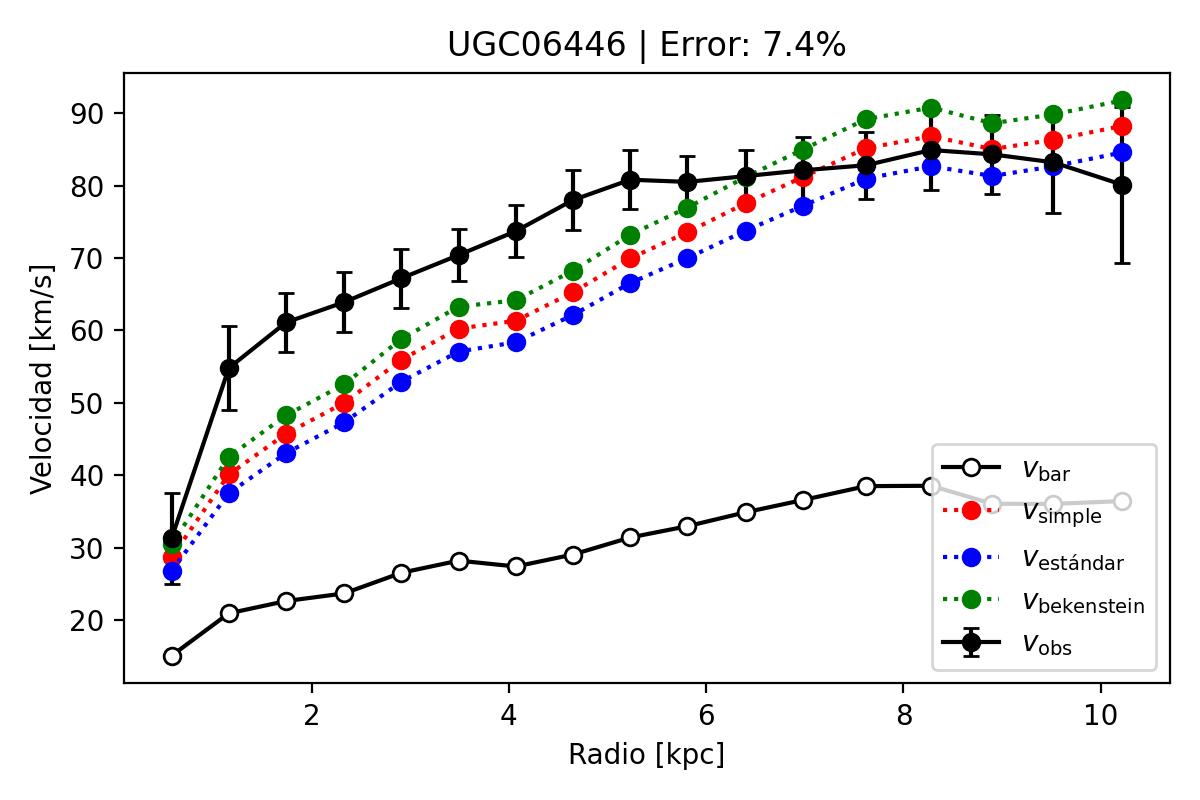 UGC06446 | Error: 7.4%
Velocidad [km/s]
90
80
70
60
50
40
30
20
v_bar
v_simple
v_estándar
v_bekenstein
v_obs
2 4 6 8 10
Radio [kpc]